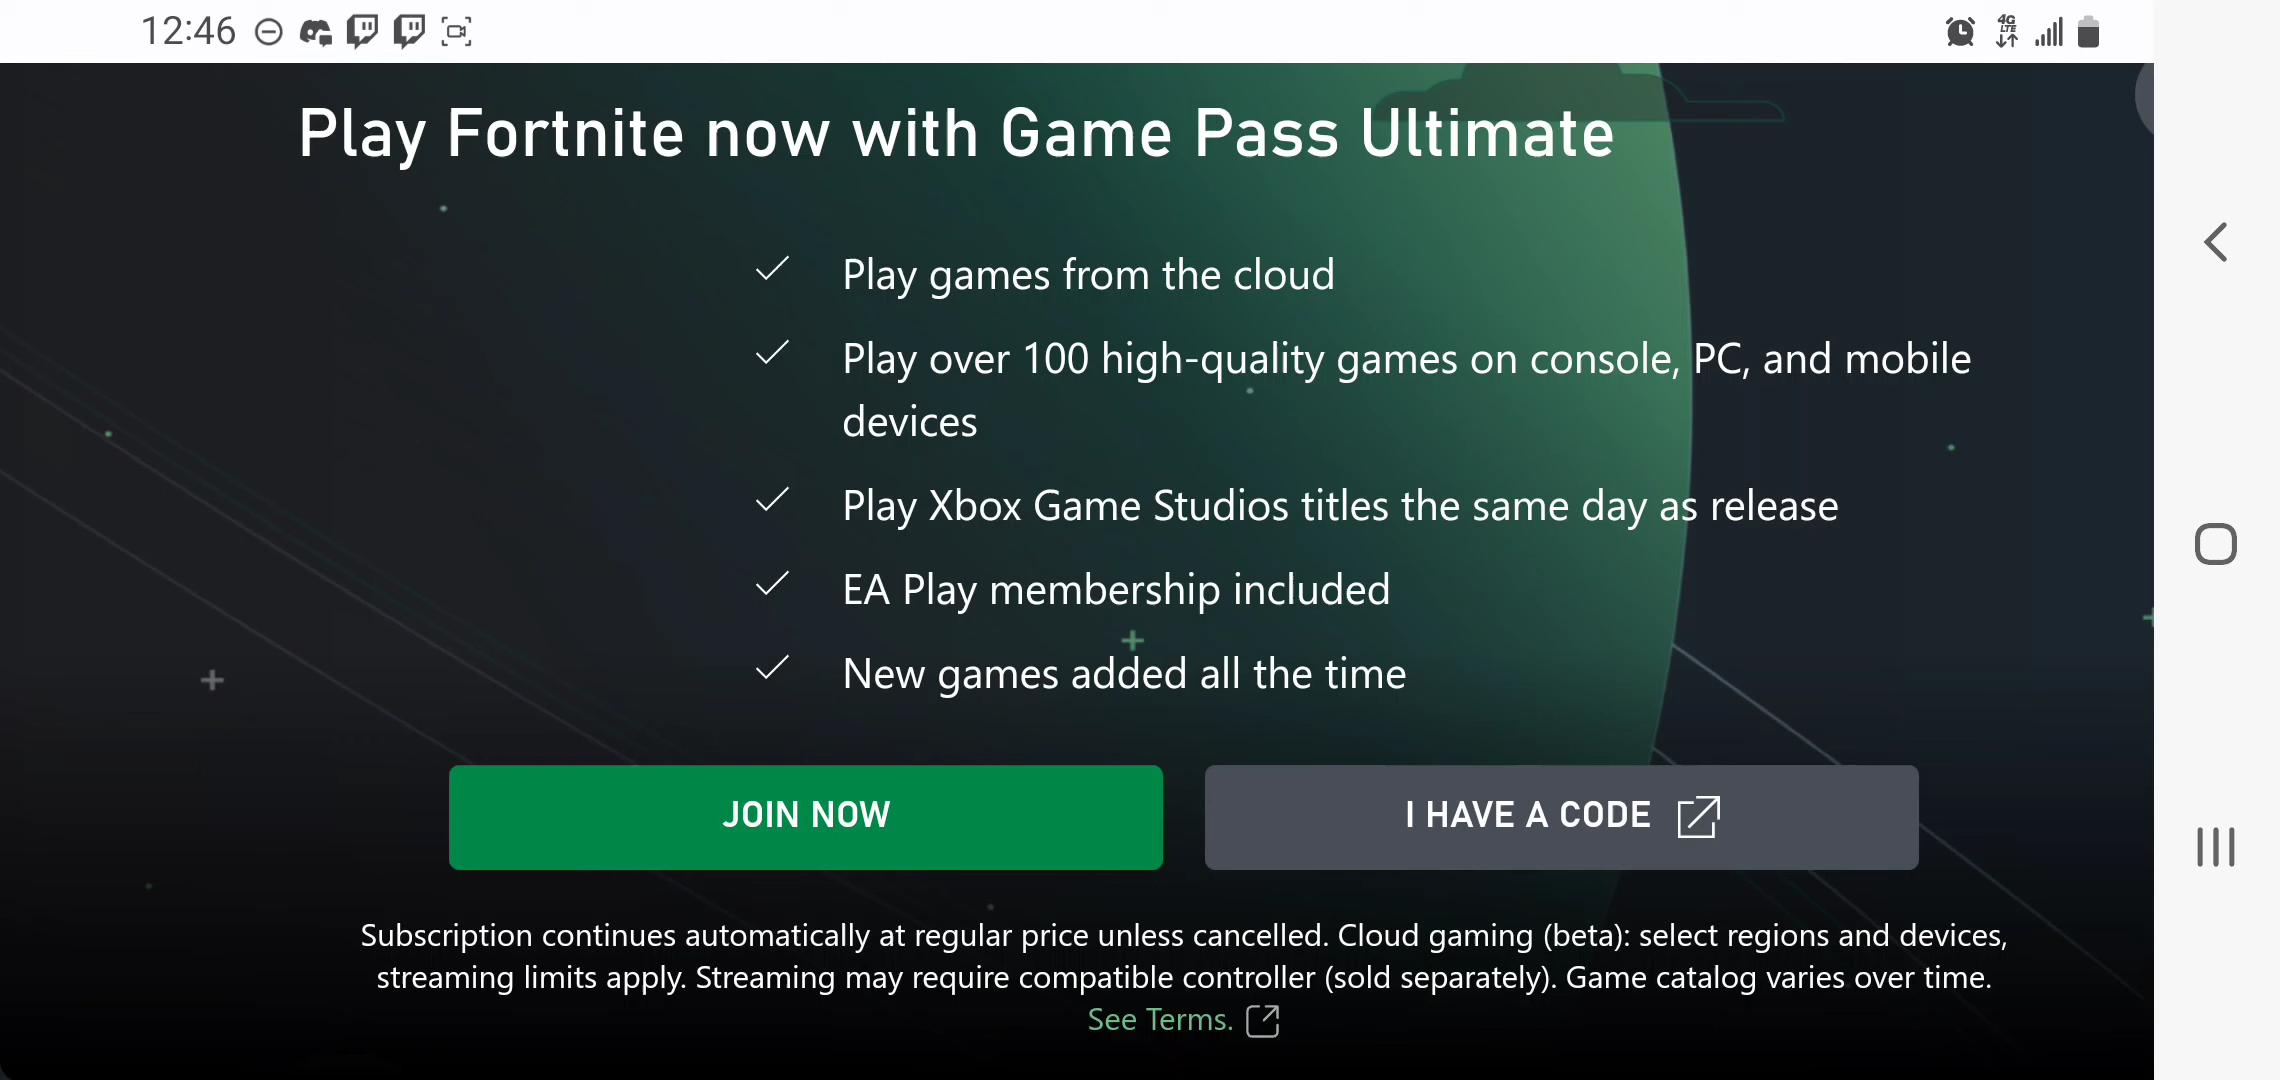 12:46
4G
LTE
Play Fortnite now with Game Pass Ultimate
Play games from the cloud
Play over 100 high-quality games on console, PC, and mobile
devices
Play Xbox Game Studios titles the same day as release
EA Play membership included
New games added all the time
JOIN NOW
I HAVE A CODE
Subscription continues automatically at regular price unless cancelled. Cloud gaming (beta): select regions and devices,
streaming limits apply. Streaming may require compatible controller (sold separately). Game catalog varies over time.
See Terms.